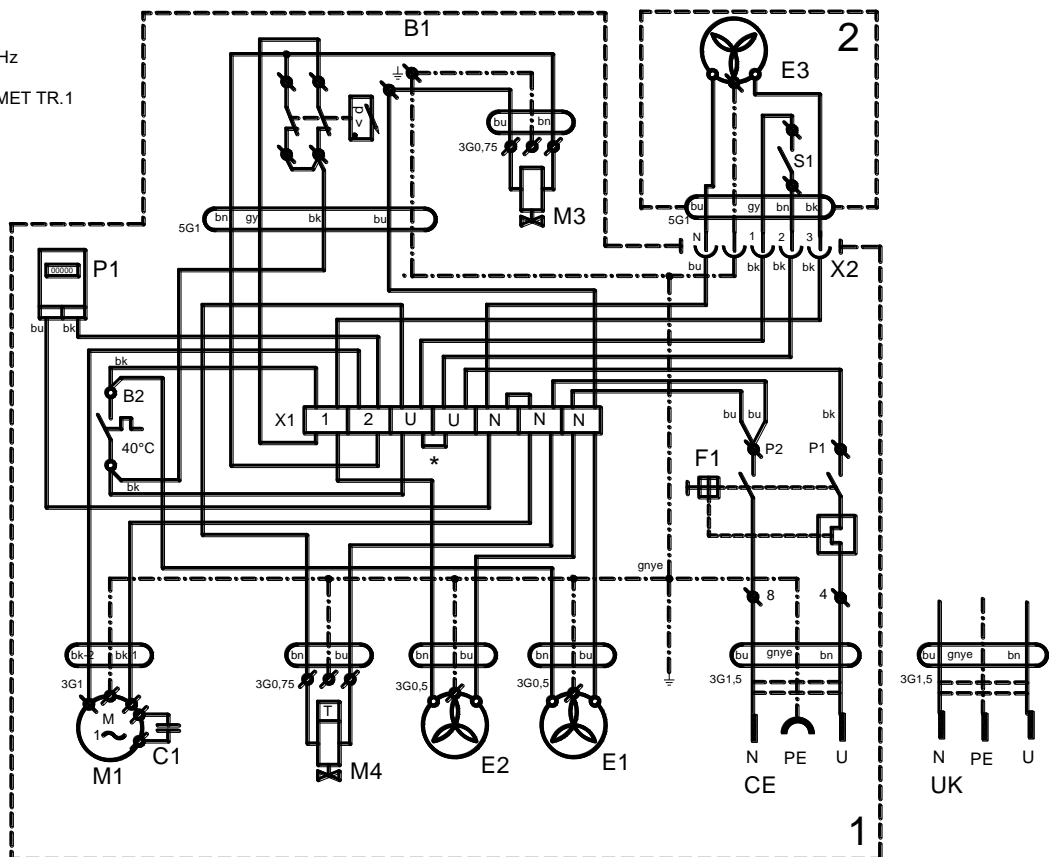 Hz
MET TR.1
B1
2
E3
d
>
bu bn
3G0,75
S1
M3
bn gy bk bu
5G1
bu gy bn bk
5G1
N 1 2 3
X2
bu bk bk bk
P1
00000
bu bk
bk
B2
40°C
bk
X1 1 2 U U N N N
*
bu bu bk
P2 P1
F1
gnye
8 4
bk-2 bk-1
3G1
bn bu
3G0,75
bn bu
3G0,5
bn bu
3G0,5
bu gnye bn
3G1,5
bu gnye bn
3G1,5
M
1
T
M1
C1
M4
E2
E1
N PE U
CE
N PE U
UK
1